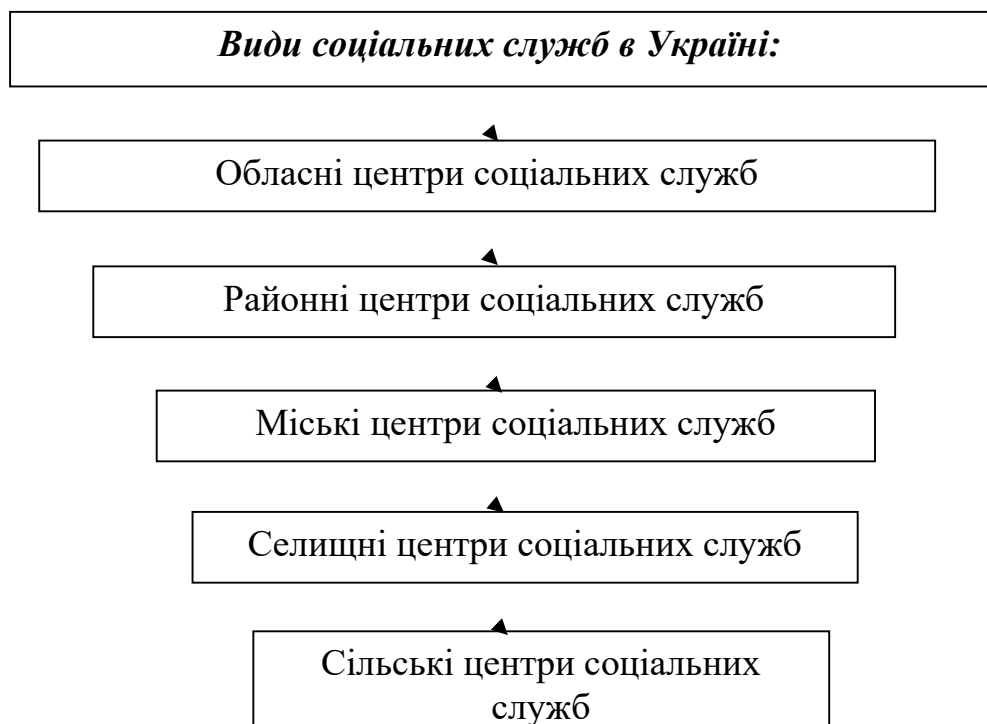 Види соціальних служб в Україні:
Обласні центри соціальних служб
Районні центри соціальних служб
Міські центри соціальних служб
Селищні центри соціальних служб
Сільські центри соціальних
служб